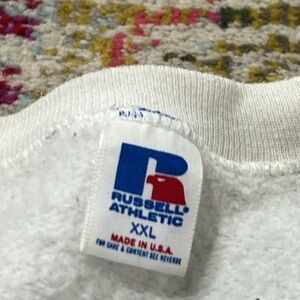 RUSSELL®
ATHLETIC
XXL
MADE IN U.S.A.
FOR CARE & CONTENT SEE REVERSE